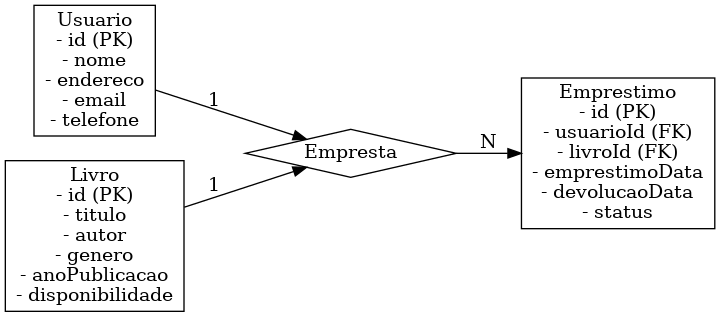 Usuario
- id (PK)
- nome
- endereco
- email
- telefone
1
Livro
- id (PK)
- titulo
- autor
- genero
- anoPublicacao
- disponibilidade
1
Empresta
N
Emprestimo
- id (PK)
- usuarioId (FK)
- livroId (FK)
- emprestimoData
- devolucaoData
- status